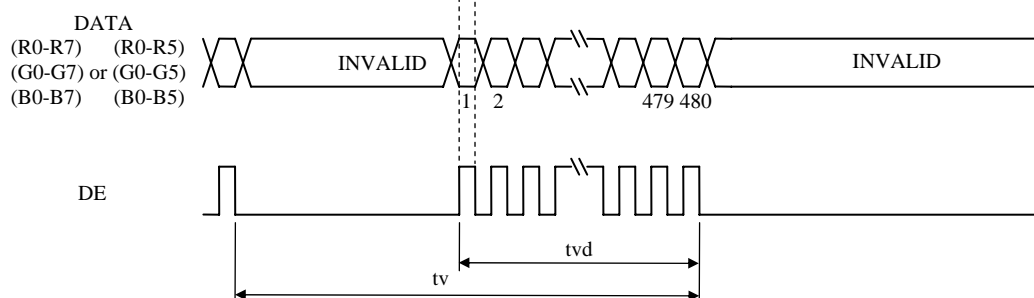 DATA
(R0-R7) (R0-R5)
(G0-G7) or (G0-G5)
(B0-B7) (B0-B5)
INVALID
INVALID
1 2 479 480
DE
tvd
tv